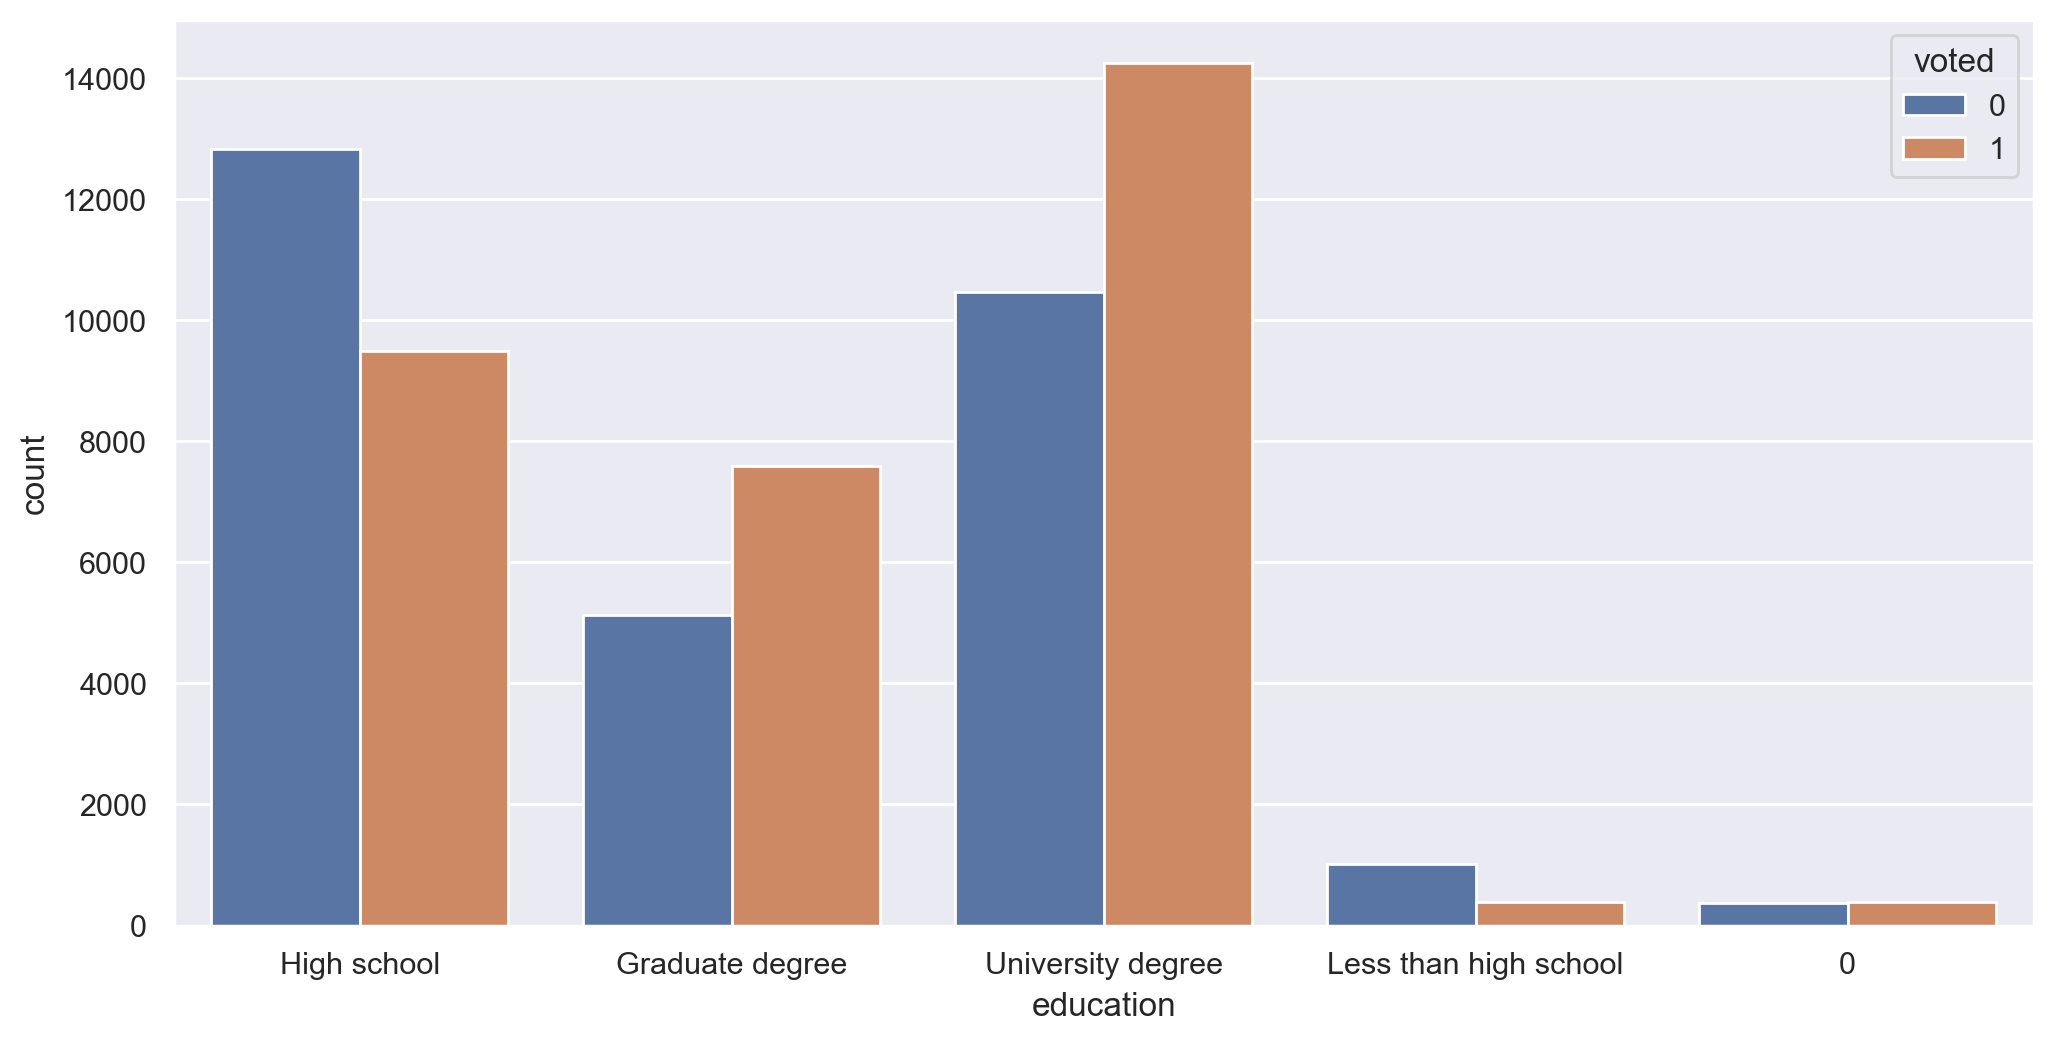 voted
0
1
14000
12000
10000
8000
6000
4000
2000
0
count
High school
Graduate degree
University degree
Less than high school
0
education